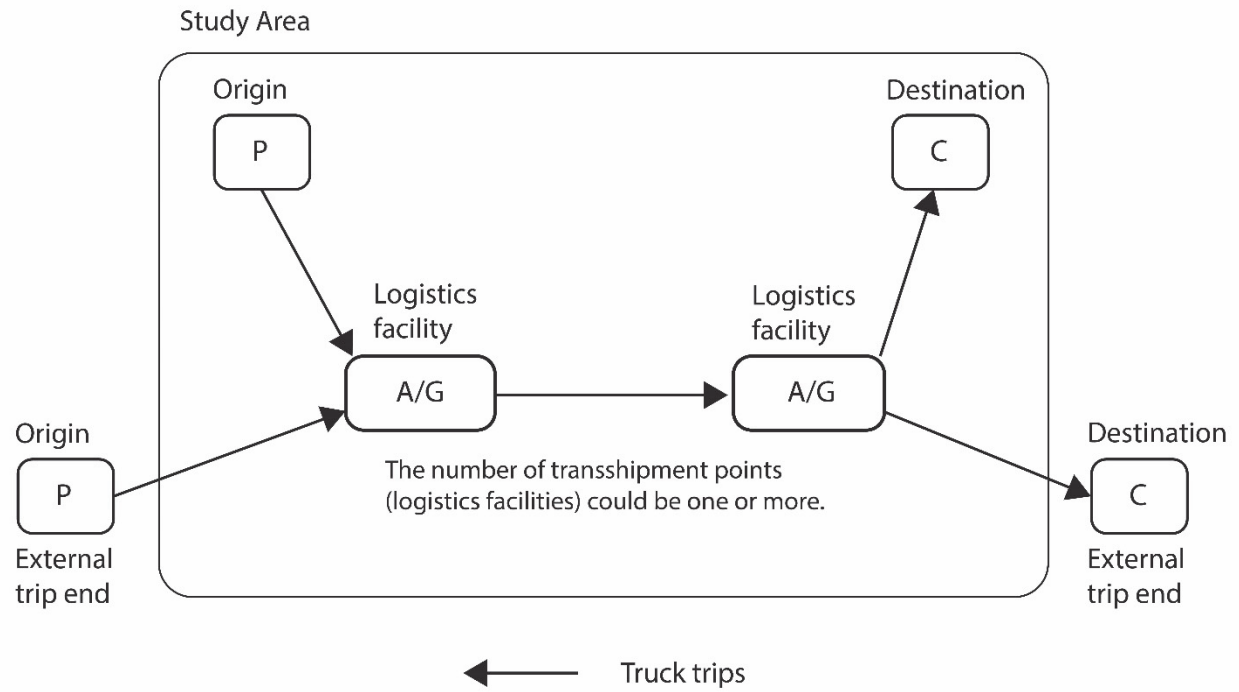 Study Area
Origin
P
Destination
C
Logistics
facility
A/G
Logistics
facility
A/G
The number of transshipment points
(logistics facilities) could be one or more.
Origin
P
External
trip end
Destination
C
External
trip end
Truck trips